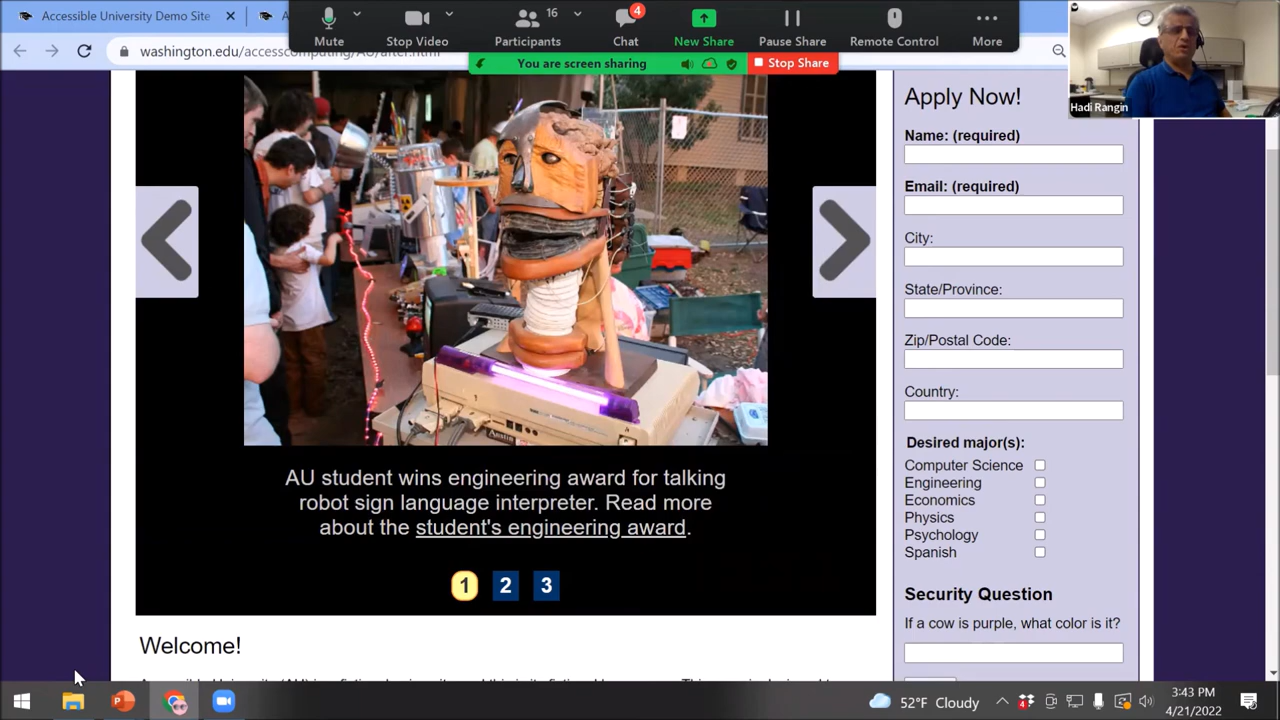 Accessible University Demo Site
A
Mute
Stop Video
16
Participants
4
Chat
New Share
Pause Share
Remote Control
More
You are screen sharing
Stop Share
washington.edu/accesscomputing/AU/after.html
Hadi Rangin
Apply Now!
Name: (required)
Email: (required)
City:
State/Province:
Zip/Postal Code:
Country:
Desired major(s):
Computer Science
Engineering
Economics
Physics
Psychology
Spanish
Security Question
If a cow is purple, what color is it?
Austin
AU student wins engineering award for talking
robot sign language interpreter. Read more
about the student's engineering award.
1 2 3
Welcome!
52°F Cloudy
4
3:43 PM
4/21/2022